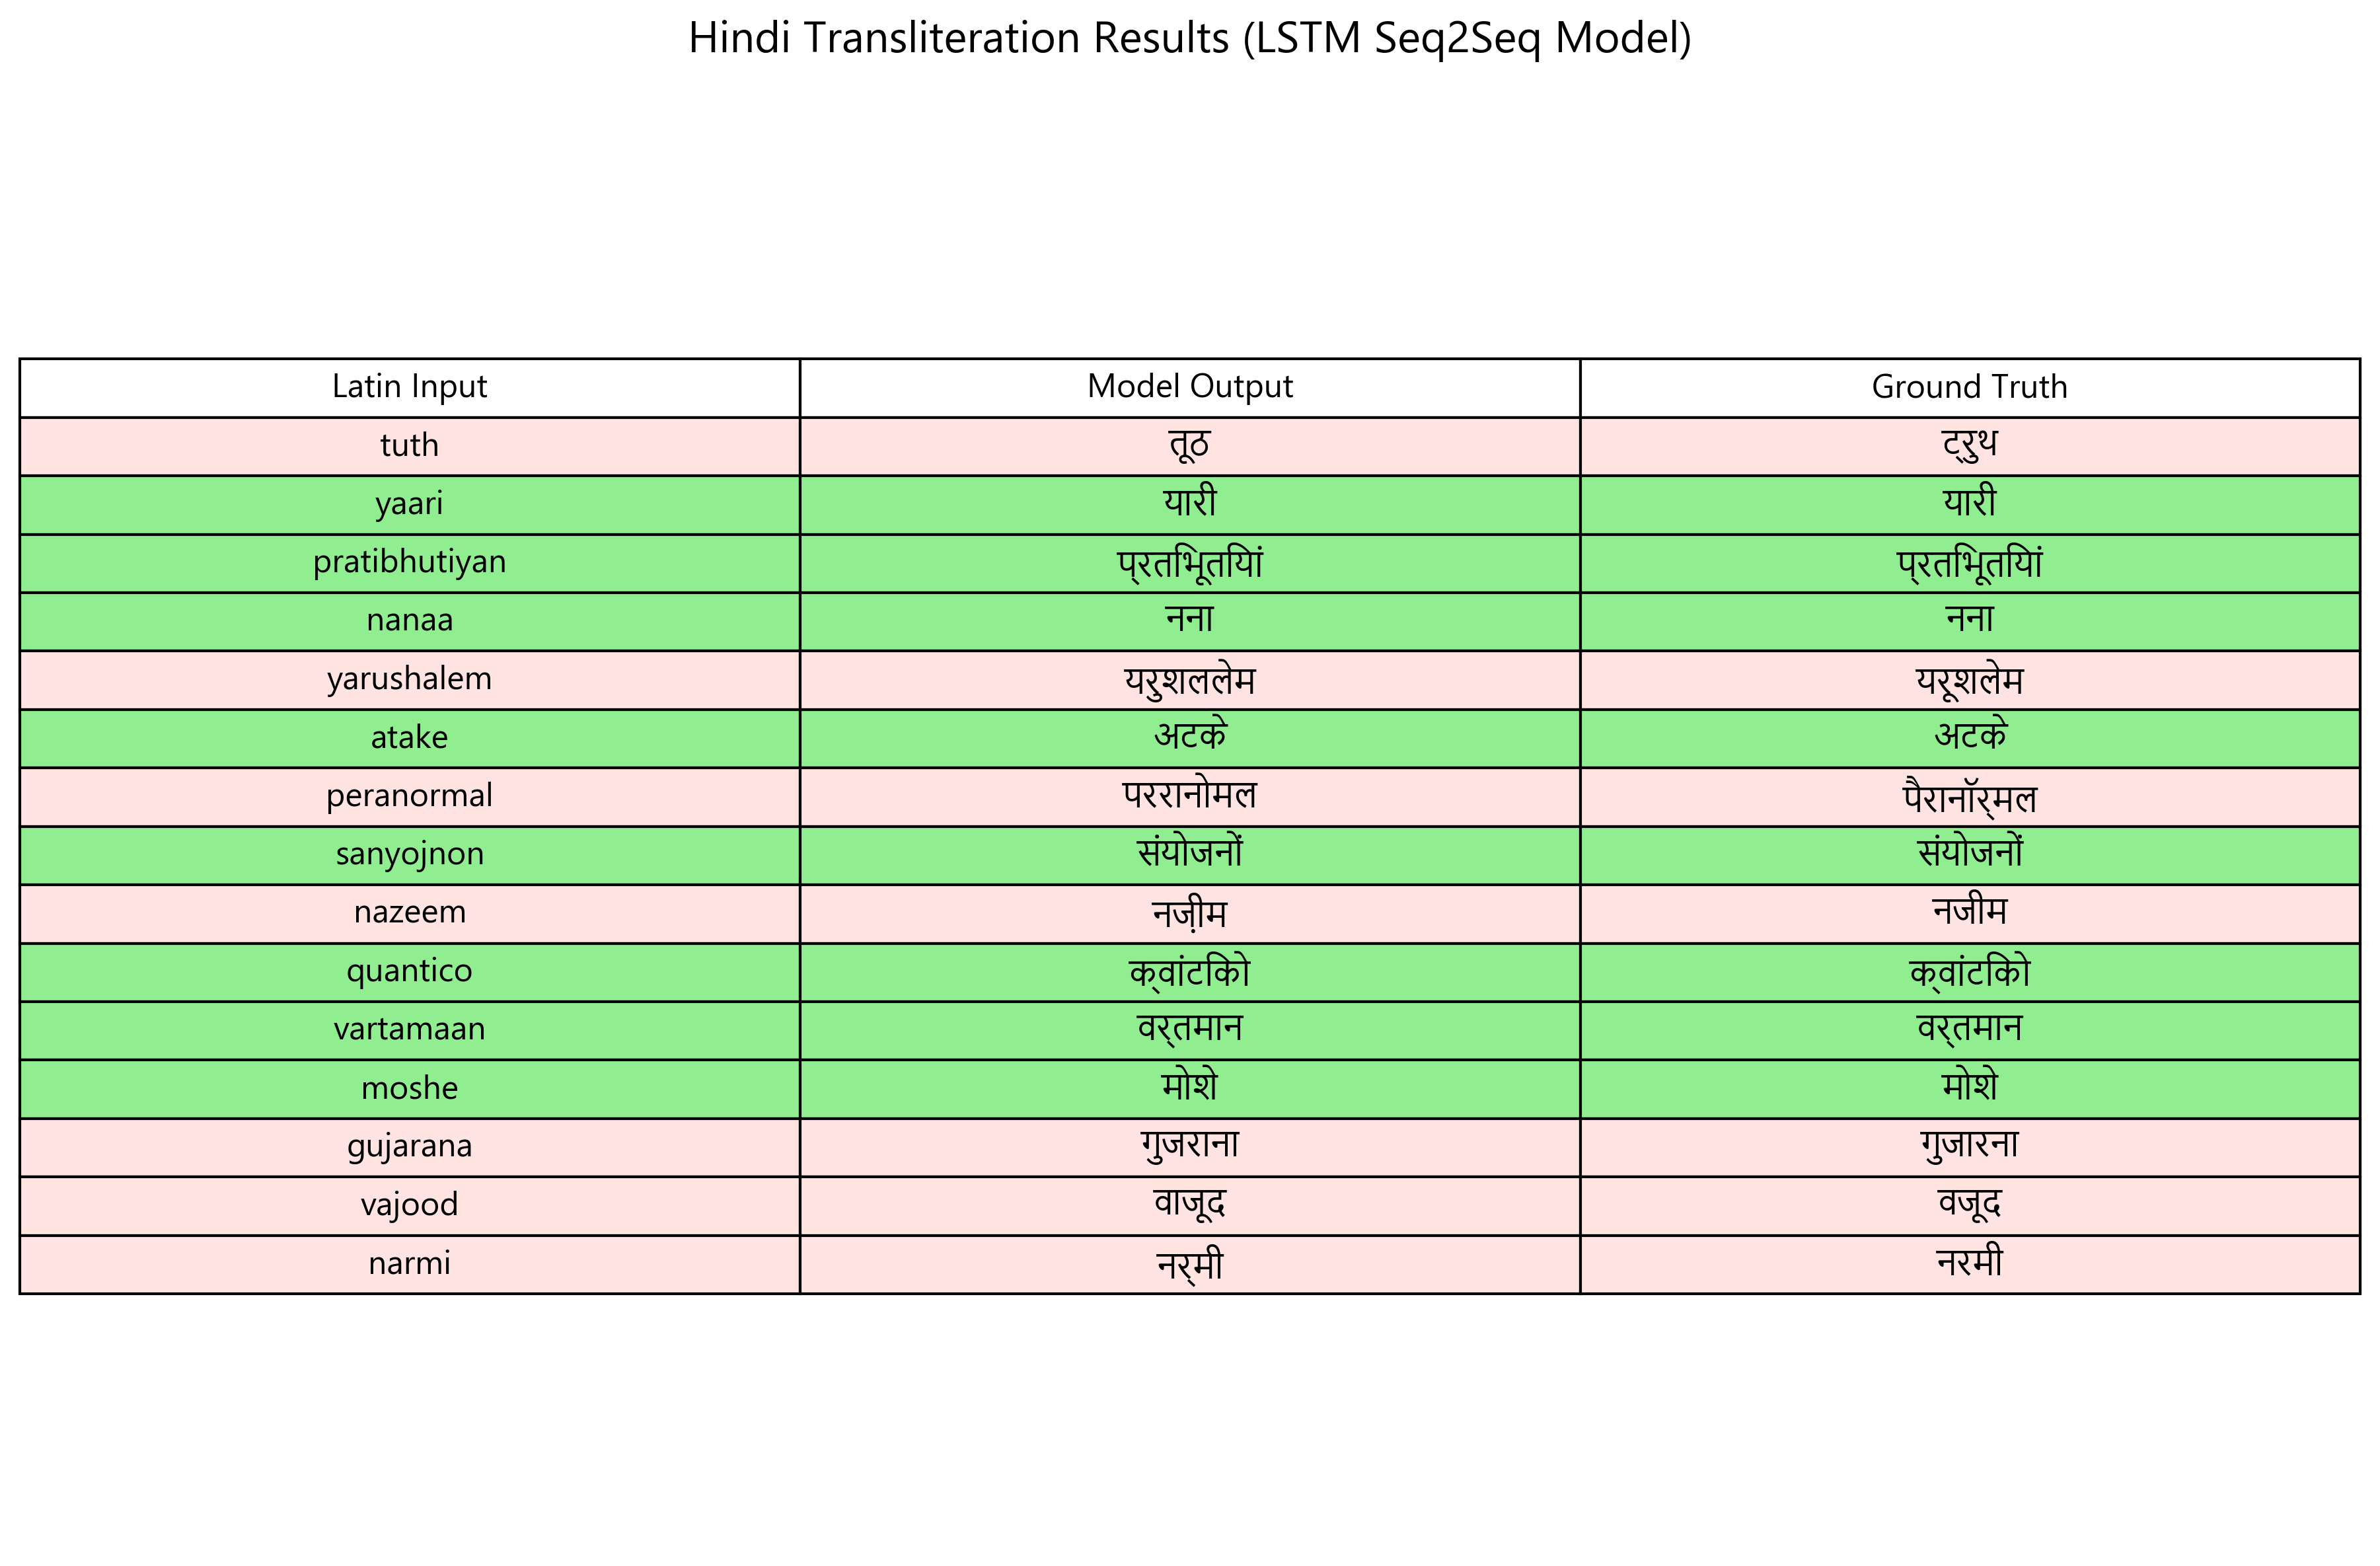 Hindi Transliteration Results (LSTM Seq2Seq Model)
Latin Input Model Output Ground Truth
tuth तूठ ट्रुथ
yaari यारी यारी
pratibhutiyan प्रतिभूतियां प्रतिभूतियां
nanaa नना नना
yarushalem यरुशललेम यरूशलेम
atake अटके अटके
peranormal पररानोमल पैरानॉर्मल
sanyojnon संयोजनों संयोजनों
nazeem नज़ीम नजीम
quantico क्वांटिको क्वांटिको
vartamaan वर्तमान वर्तमान
moshe मोशे मोशे
gujarana गुजराना गुजारना
vajood वाजूद वजूद
narmi नर्मी नरमी